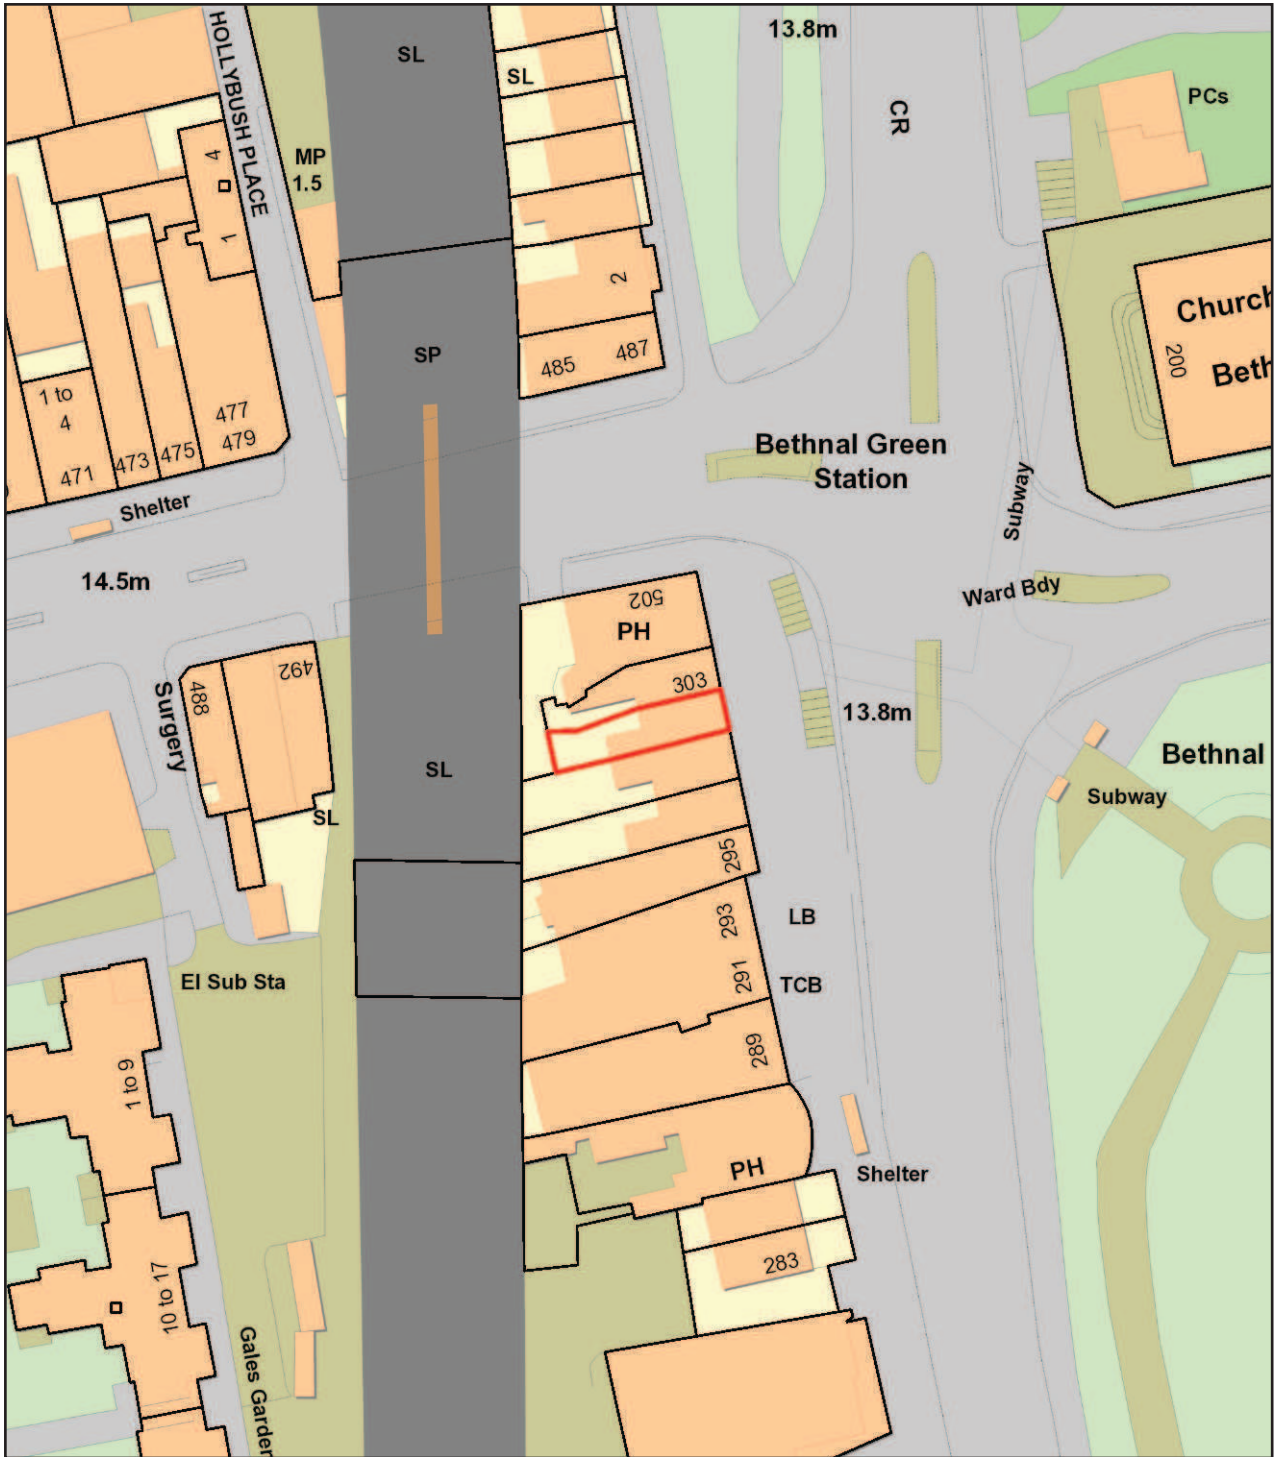 13.8m
HOLLYBUSH PLACE
SL
SL
PCs
CR
MP
1.5
4
1
2
Church
Beth
200
SP
485
487
1 to
4
477
479
471
473
475
Bethnal Green
Station
Shelter
Subway
14.5m
Ward Bdy
502
PH
492
488
Surgery
303
13.8m
Bethnal
SL
Subway
SL
295
293
LB
El Sub Sta
291
TCB
289
1 to 9
PH
Shelter
283
10 to 17
Gales Garden